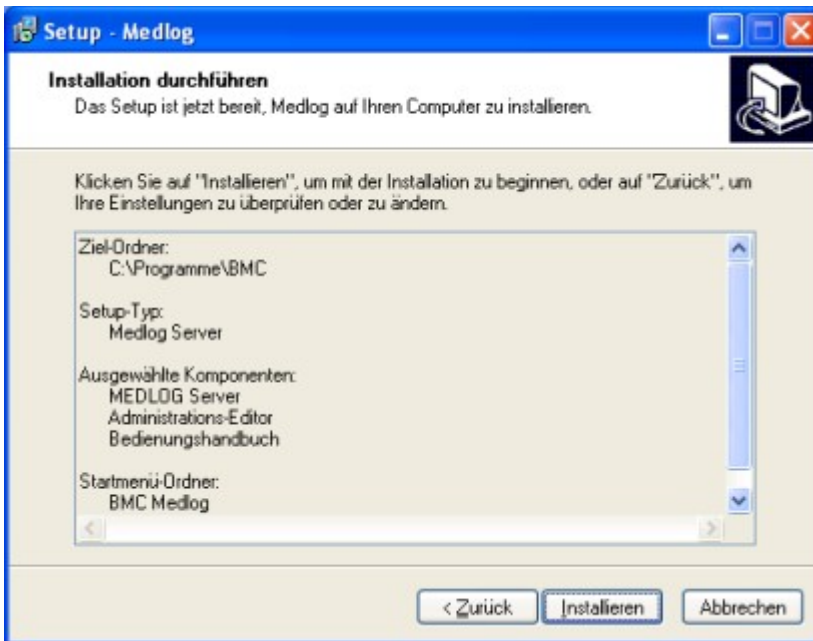 Setup - Medlog
Installation durchführen
Das Setup ist jetzt bereit, Medlog auf Ihren Computer zu installieren.
Klicken Sie auf "Installieren", um mit der Installation zu beginnen, oder auf "Zurück", um
Ihre Einstellungen zu überprüfen oder zu ändern.
Ziel-Ordner:
C:\Programme\BMC
Setup-Typ:
Medlog Server
Ausgewählte Komponenten:
MEDLOG Server
Administrations-Editor
Bedienungshandbuch
Startmenü-Ordner:
BMC Medlog
< Zurück Installieren Abbrechen